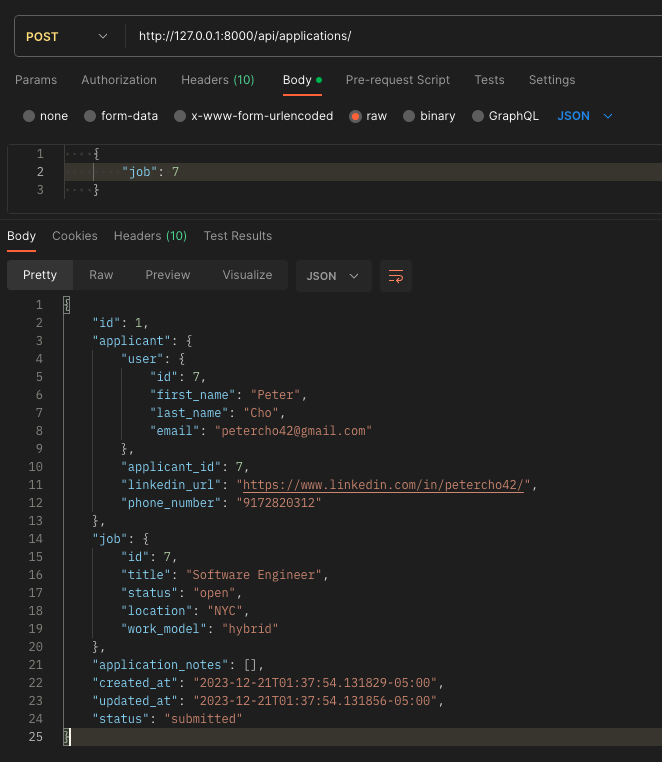 POST http://127.0.0.1:8000/api/applications/
Params Authorization Headers (10) Body Pre-request Script Tests Settings
none form-data x-www-form-urlencoded raw binary GraphQL JSON
1 {
2 "job": 7
3 }
Body Cookies Headers (10) Test Results
Pretty Raw Preview Visualize JSON
1 {
2 "id": 1,
3 "applicant": {
4 "user": {
5 "id": 7,
6 "first_name": "Peter",
7 "last_name": "Cho",
8 "email": "petercho42@gmail.com"
9 },
10 "applicant_id": 7,
11 "linkedin_url": "https://www.linkedin.com/in/petercho42/",
12 "phone_number": "9172820312"
13 },
14 "job": {
15 "id": 7,
16 "title": "Software Engineer",
17 "status": "open",
18 "location": "NYC",
19 "work_model": "hybrid"
20 },
21 "application_notes": [],
22 "created_at": "2023-12-21T01:37:54.131829-05:00",
23 "updated_at": "2023-12-21T01:37:54.131856-05:00",
24 "status": "submitted"
25 }